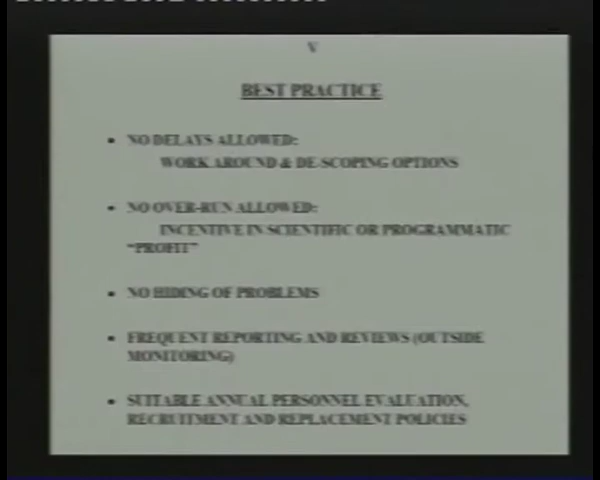 V
BEST PRACTICE
• NO DELAYS ALLOWED:
WORK AROUND & DE-SCOPING OPTIONS
• NO OVER-RUN ALLOWED:
INCENTIVE IN SCIENTIFIC OR PROGRAMMATIC
"PROFIT"
• NO HIDING OF PROBLEMS
• FREQUENT REPORTING AND REVIEWS (OUTSIDE
MONITORING)
• SUITABLE ANNUAL PERSONNEL EVALUATION,
RECRUITMENT AND REPLACEMENT POLICIES